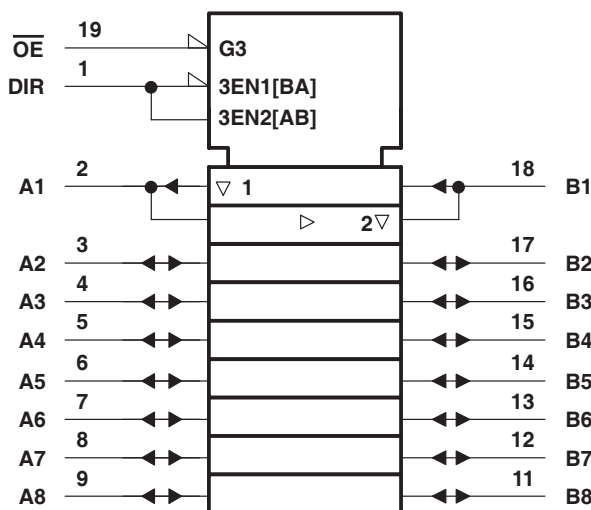 19
O̅E̅ G3
1
DIR 3EN1[BA]
3EN2[AB]
2 18
A1 ▽ 1 B1
▷ 2▽
3 17
A2 B2
4 16
A3 B3
5 15
A4 B4
6 14
A5 B5
7 13
A6 B6
8 12
A7 B7
9 11
A8 B8